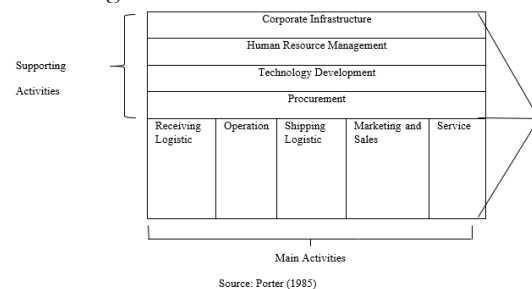 Corporate Infrastructure
Human Resource Management
Supporting
Activities
Technology Development
Procurement
Receiving
Logistic
Operation
Shipping
Logistic
Marketing and
Sales
Service
Main Activities
Source: Porter (1985)